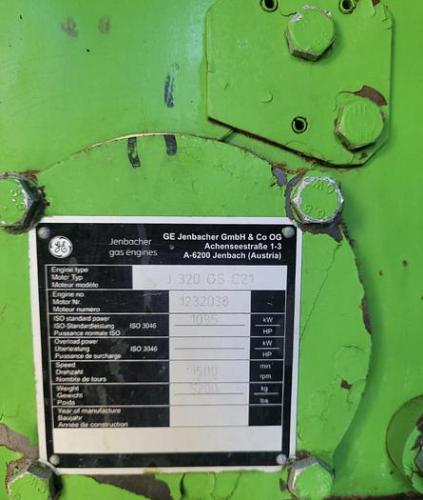 GE
Jenbacher
gas engines
GE Jenbacher GmbH & Co OG
Achenseestraße 1-3
A-6200 Jenbach (Austria)
Engine type
Motor Typ
Moteur modèle
J 320 GS-C21
Engine no.
Motor Nr.
Moteur numéro
1232038
ISO standard power
ISO-Standardleistung ISO 3046
Puissance normale ISO
1095
kW
HP
Overload power
Überleistung ISO 3046
Puissance de surcharge
kW
HP
Speed
Drehzahl
Nombre de tours
1500
min
rpm
Weight
Gewicht
Poids
5200
kg
lbs
Year of manufacture
Baujahr
Année de construction